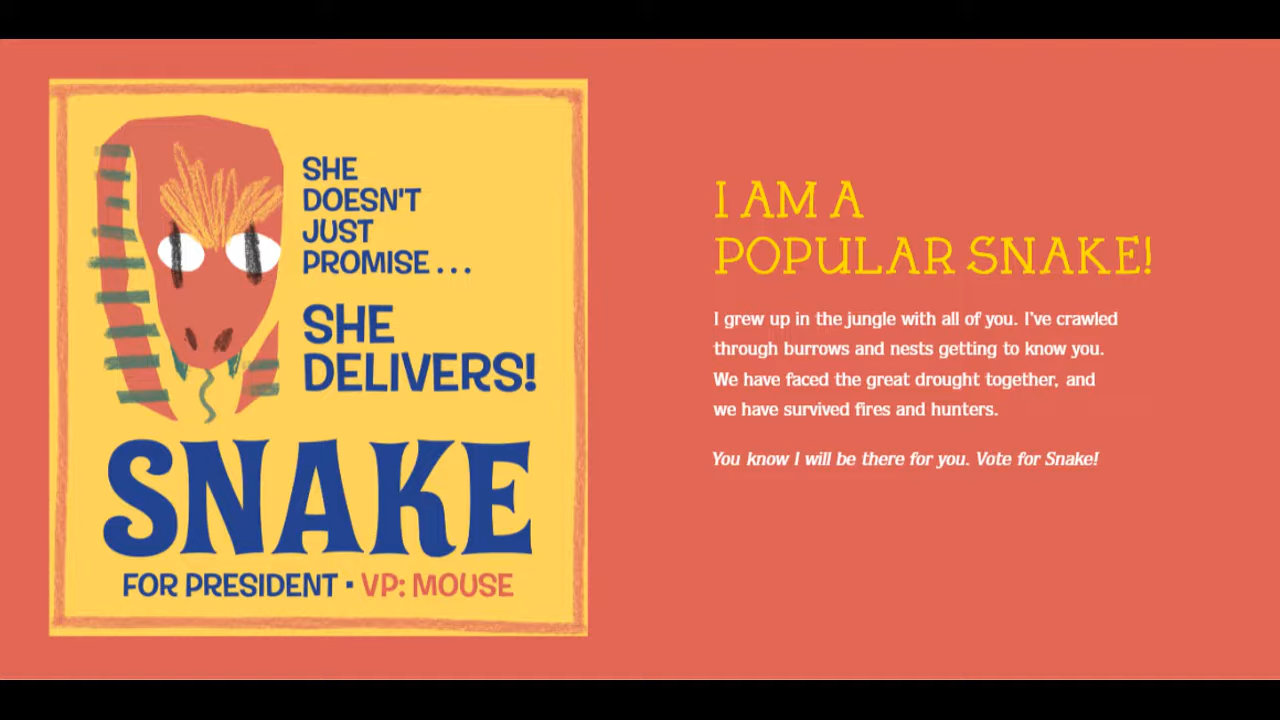 SHE
DOESN'T
JUST
PROMISE...
SHE
DELIVERS!
SNAKE
FOR PRESIDENT · VP: MOUSE
I AM A
POPULAR SNAKE!
I grew up in the jungle with all of you. I've crawled
through burrows and nests getting to know you.
We have faced the great drought together, and
we have survived fires and hunters.
You know I will be there for you. Vote for Snake!